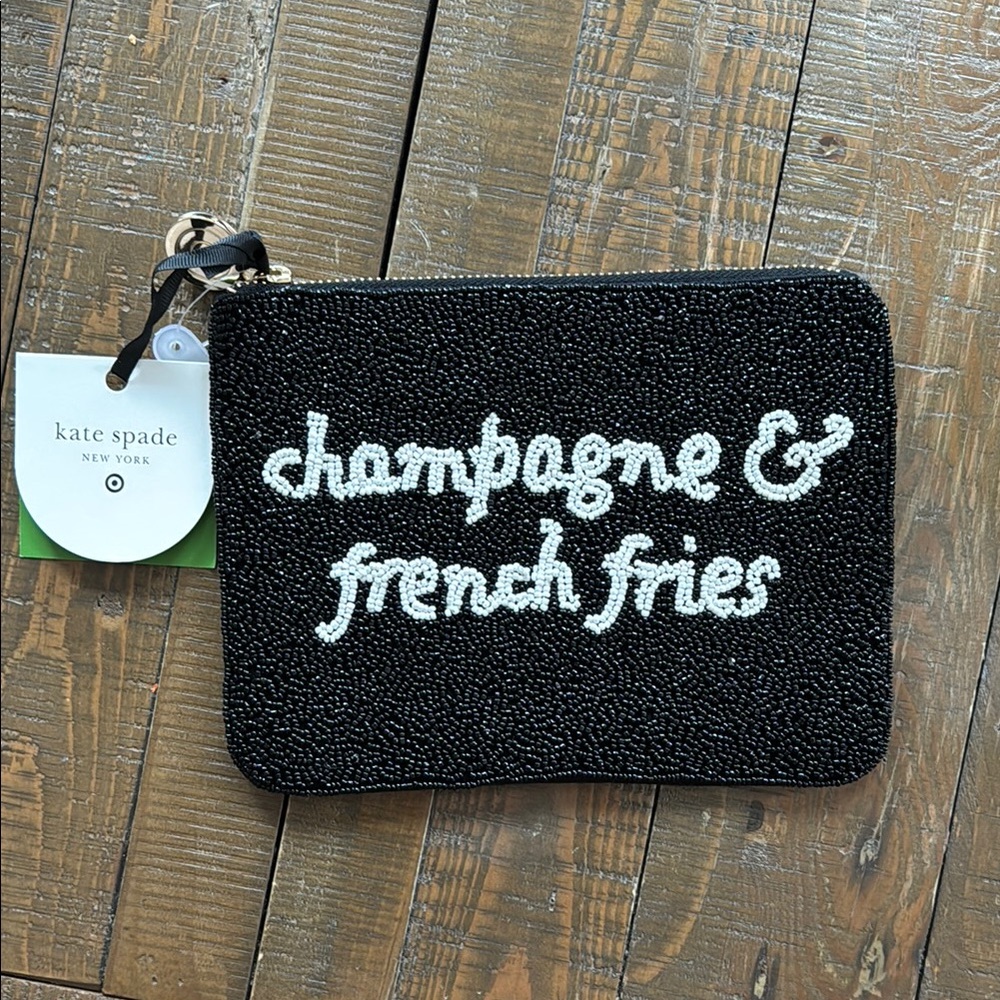 kate spade
NEW YORK
champagne &
french fries